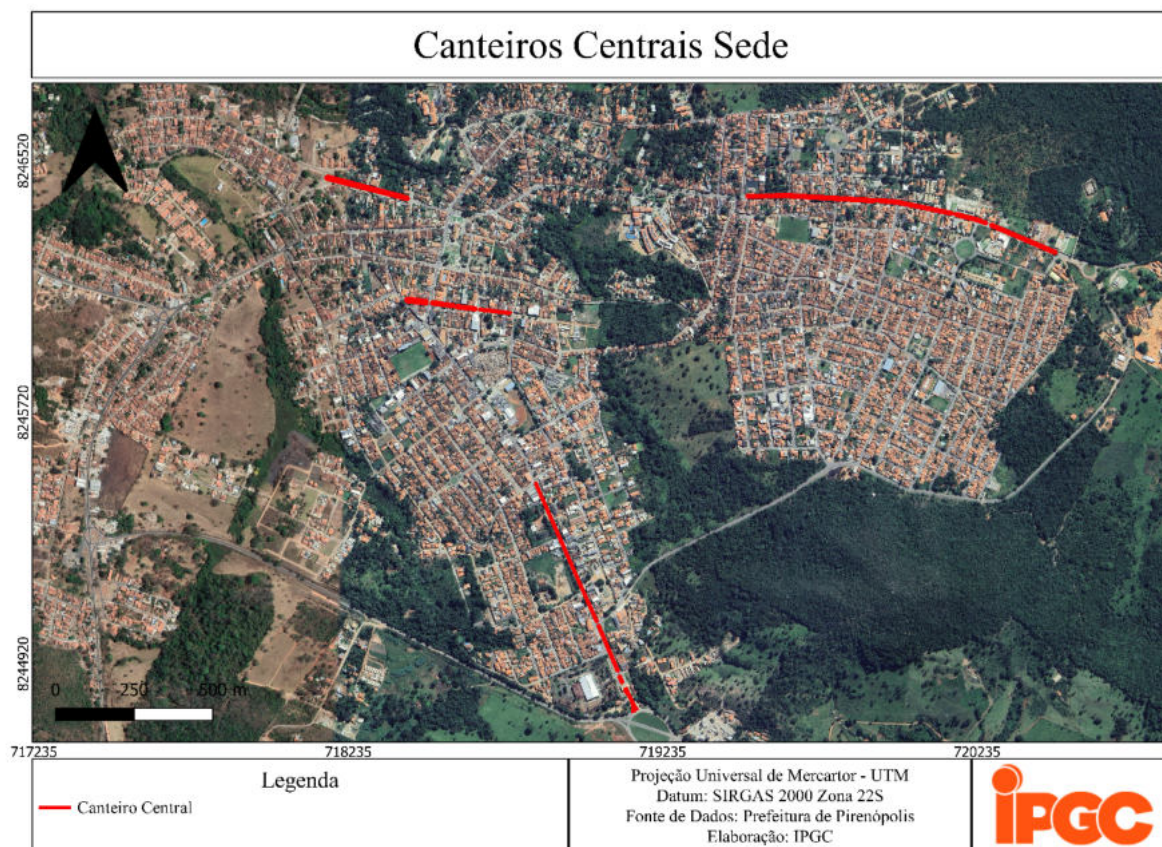 Canteiros Centrais Sede
8246520
8245720
8244920
0 250 500 m
717235 718235 719235 720235
Legenda
Canteiro Central
Projeção Universal de Mercartor - UTM
Datum: SIRGAS 2000 Zona 22S
Fonte de Dados: Prefeitura de Pirenópolis
Elaboração: IPGC
iPGC